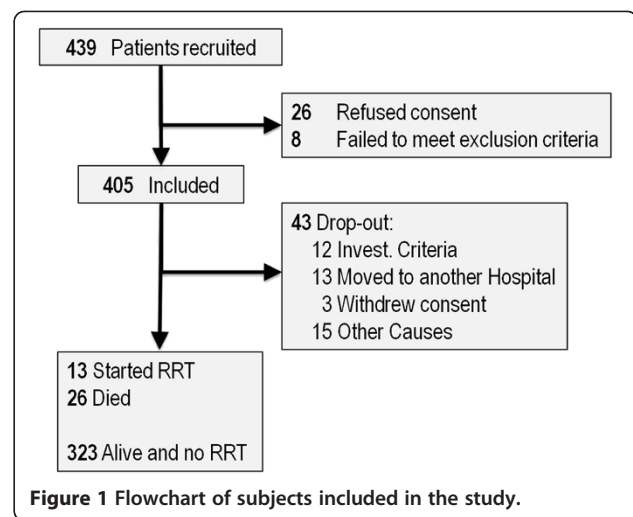 439 Patients recruited
26 Refused consent
8 Failed to meet exclusion criteria
405 Included
43 Drop-out:
12 Invest. Criteria
13 Moved to another Hospital
3 Withdrew consent
15 Other Causes
13 Started RRT
26 Died
323 Alive and no RRT
Figure 1 Flowchart of subjects included in the study.